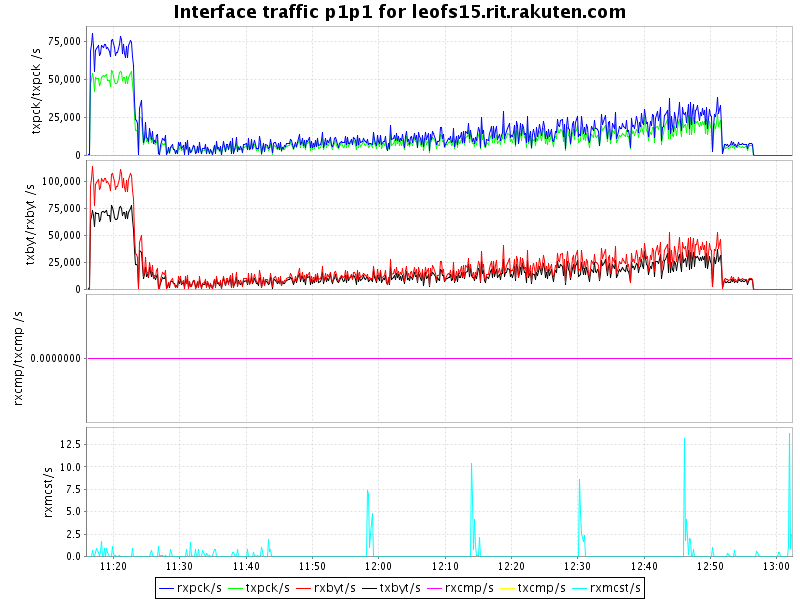 Interface traffic p1p1 for leofs15.rit.rakuten.com
txpck/txpck /s
75,000
50,000
25,000
0
txbyt/rxbyt /s
100,000
75,000
50,000
25,000
0
rxcmp/txcmp /s
0.0000000
rxmcst/s
12.5
10.0
7.5
5.0
2.5
0.0
11:20 11:30 11:40 11:50 12:00 12:10 12:20 12:30 12:40 12:50 13:00
rxpck/s txpck/s rxbyt/s txbyt/s rxcmp/s txcmp/s rxmcst/s